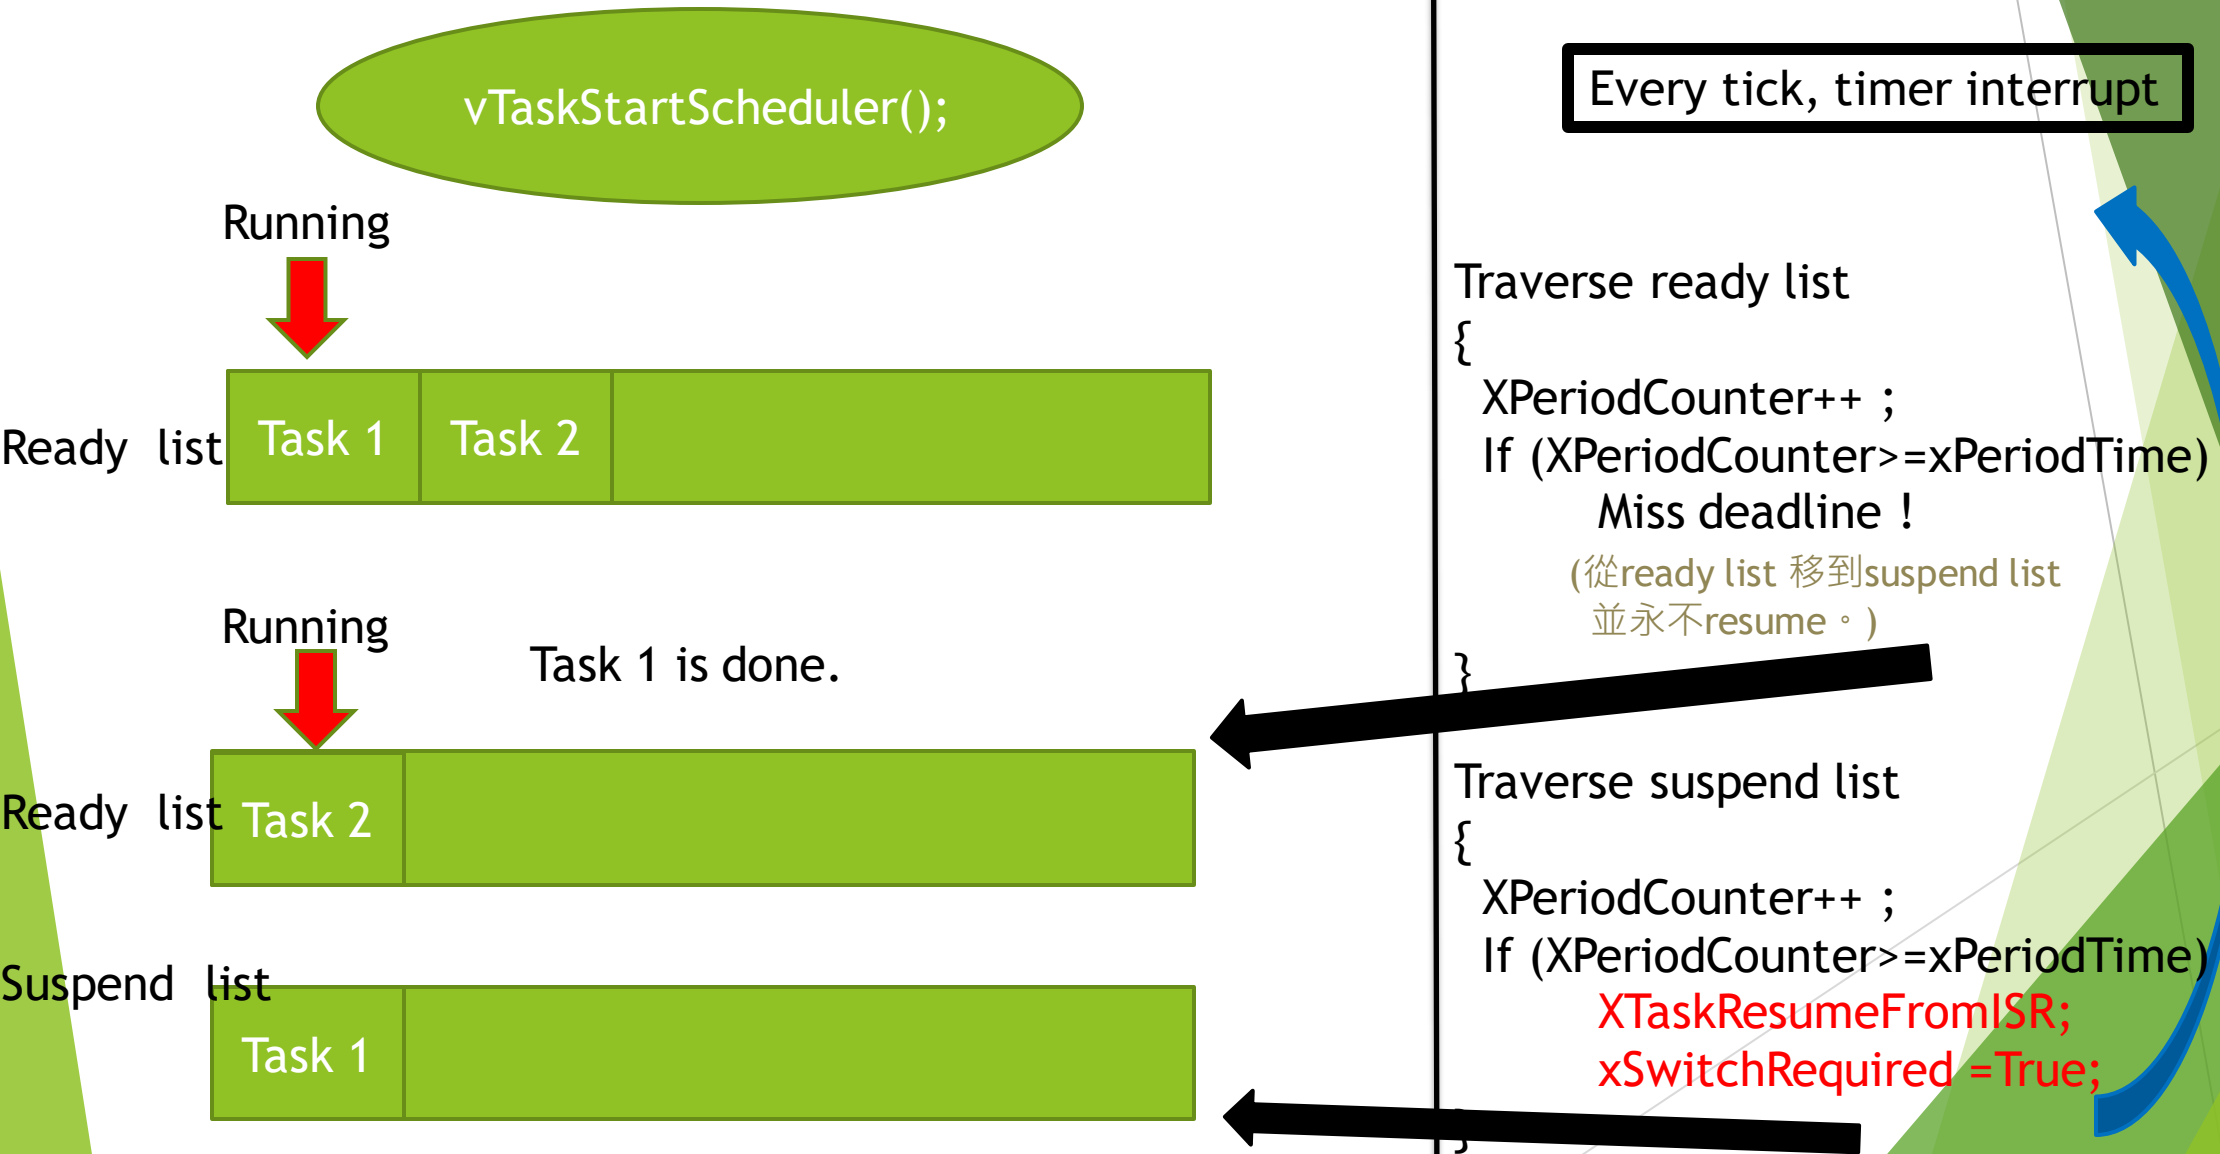 vTaskStartScheduler();
Running
Ready list
Task 1
Task 2
Running
Task 1 is done.
Ready list
Task 2
Suspend list
Task 1
Every tick, timer interrupt
Traverse ready list
{
XPeriodCounter++ ;
If (XPeriodCounter>=xPeriodTime)
Miss deadline !
(從ready list 移到suspend list
並永不resume。)
}
Traverse suspend list
{
XPeriodCounter++ ;
If (XPeriodCounter>=xPeriodTime)
XTaskResumeFromISR;
xSwitchRequired =True;
}